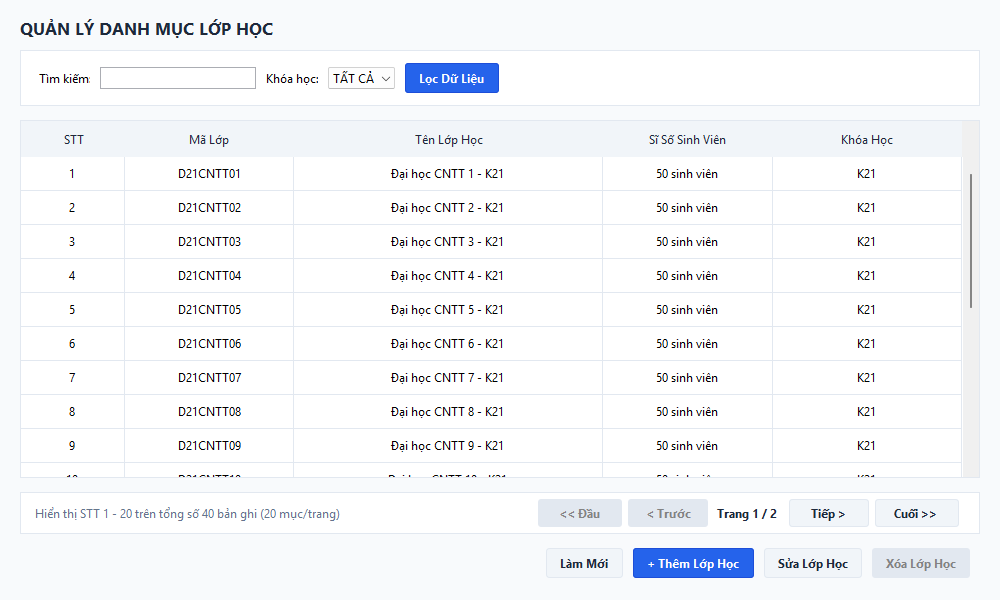 QUẢN LÝ DANH MỤC LỚP HỌC
Tìm kiếm Khóa học: TẤT CẢ Lọc Dữ Liệu
STT Mã Lớp Tên Lớp Học Sĩ Số Sinh Viên Khóa Học
1 D21CNTT01 Đại học CNTT 1 - K21 50 sinh viên K21
2 D21CNTT02 Đại học CNTT 2 - K21 50 sinh viên K21
3 D21CNTT03 Đại học CNTT 3 - K21 50 sinh viên K21
4 D21CNTT04 Đại học CNTT 4 - K21 50 sinh viên K21
5 D21CNTT05 Đại học CNTT 5 - K21 50 sinh viên K21
6 D21CNTT06 Đại học CNTT 6 - K21 50 sinh viên K21
7 D21CNTT07 Đại học CNTT 7 - K21 50 sinh viên K21
8 D21CNTT08 Đại học CNTT 8 - K21 50 sinh viên K21
9 D21CNTT09 Đại học CNTT 9 - K21 50 sinh viên K21
Hiển thị STT 1 - 20 trên tổng số 40 bản ghi (20 mục/trang) << Đầu < Trước Trang 1 / 2 Tiếp > Cuối >>
Làm Mới + Thêm Lớp Học Sửa Lớp Học Xóa Lớp Học